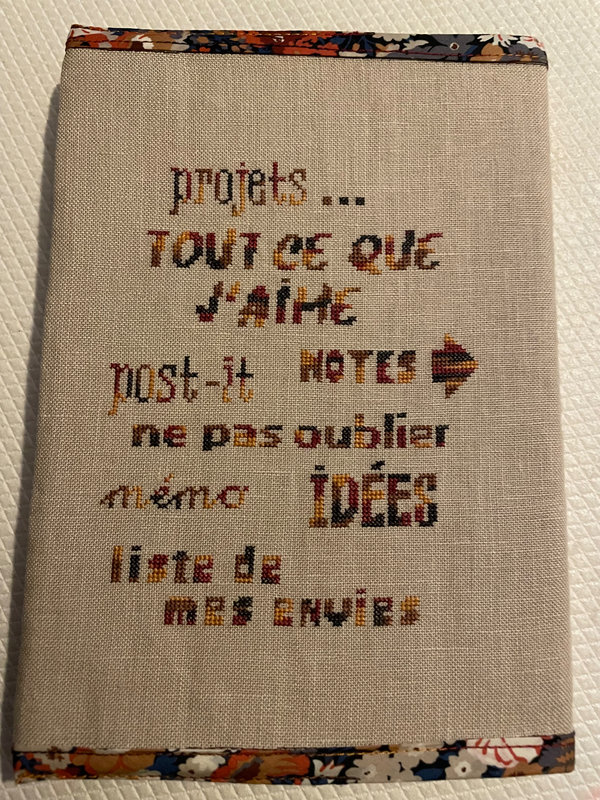 projets ...
TOUT CE QUE
J'AIME
post-it NOTES
ne pas oublier
mémo IDÉES
liste de
mes envies